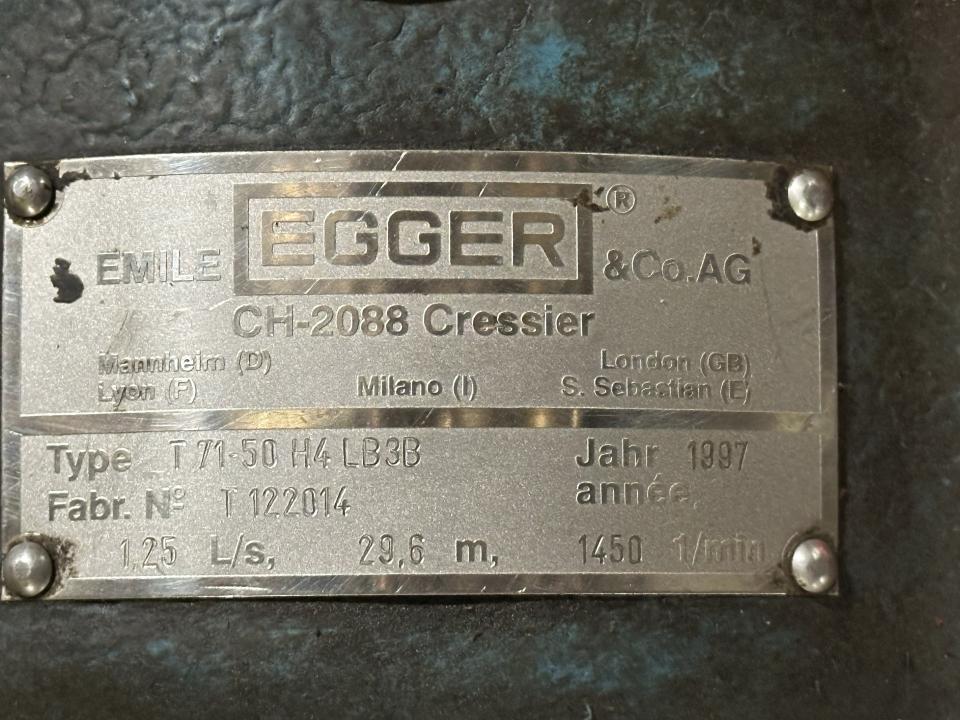 EMILE EGGER® &Co. AG
CH-2088 Cressier
Mannheim (D) London (GB)
Lyon (F) Milano (I) S. Sebastian (E)
Type T 71-50 H4 LB3B Jahr 1997
année
Fabr. Nº T 122014
1,25 L/s, 29,6 m, 1450 1/min